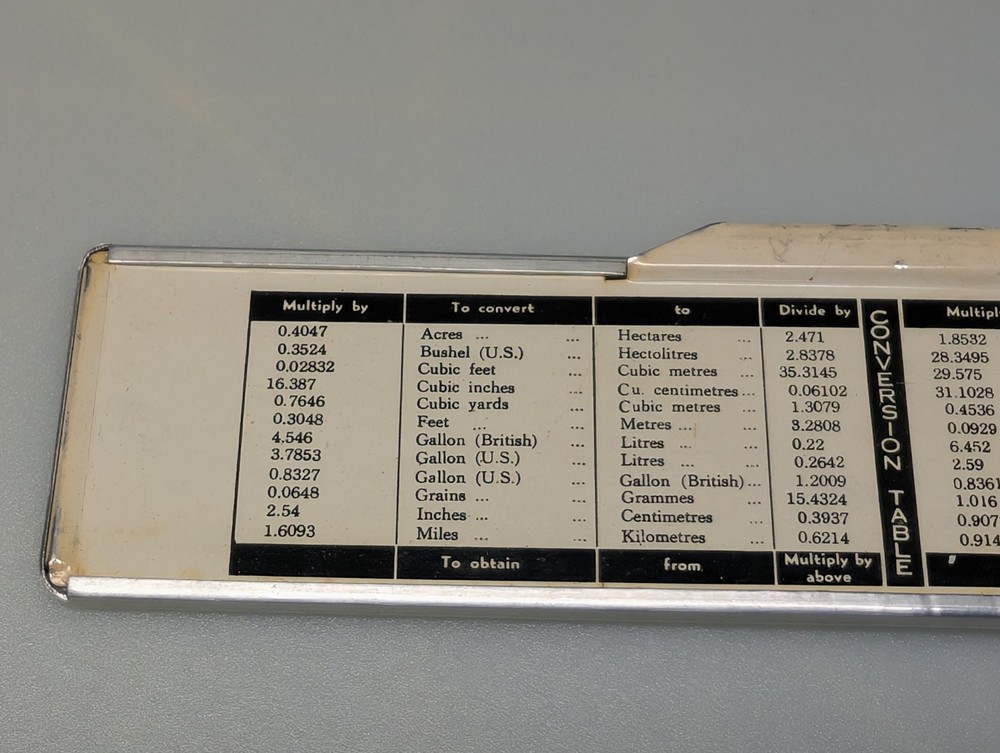 Multiply by To convert to Divide by CONVERSION TABLE
0.4047 Acres ... ... Hectares ... 2.471 1.8532
0.3524 Bushel (U.S.) ... Hectolitres ... 2.8378 28.3495
0.02832 Cubic feet ... Cubic metres ... 35.3145 29.575
16.387 Cubic inches ... Cu. centimetres ... 0.06102 31.1028
0.7646 Cubic yards ... Cubic metres ... 1.3079 0.4536
0.3048 Feet ... ... Metres ... ... 3.2808 0.0929
4.546 Gallon (British) ... Litres ... ... 0.22 6.452
3.7853 Gallon (U.S.) ... Litres ... ... 0.2642 2.59
0.8327 Gallon (U.S.) ... Gallon (British) ... 1.2009 0.8361
0.0648 Grains ... ... Grammes ... 15.4324 1.016
2.54 Inches ... ... Centimetres ... 0.3937 0.907
1.6093 Miles ... ... Kilometres ... 0.6214 0.914
To obtain from Multiply by above